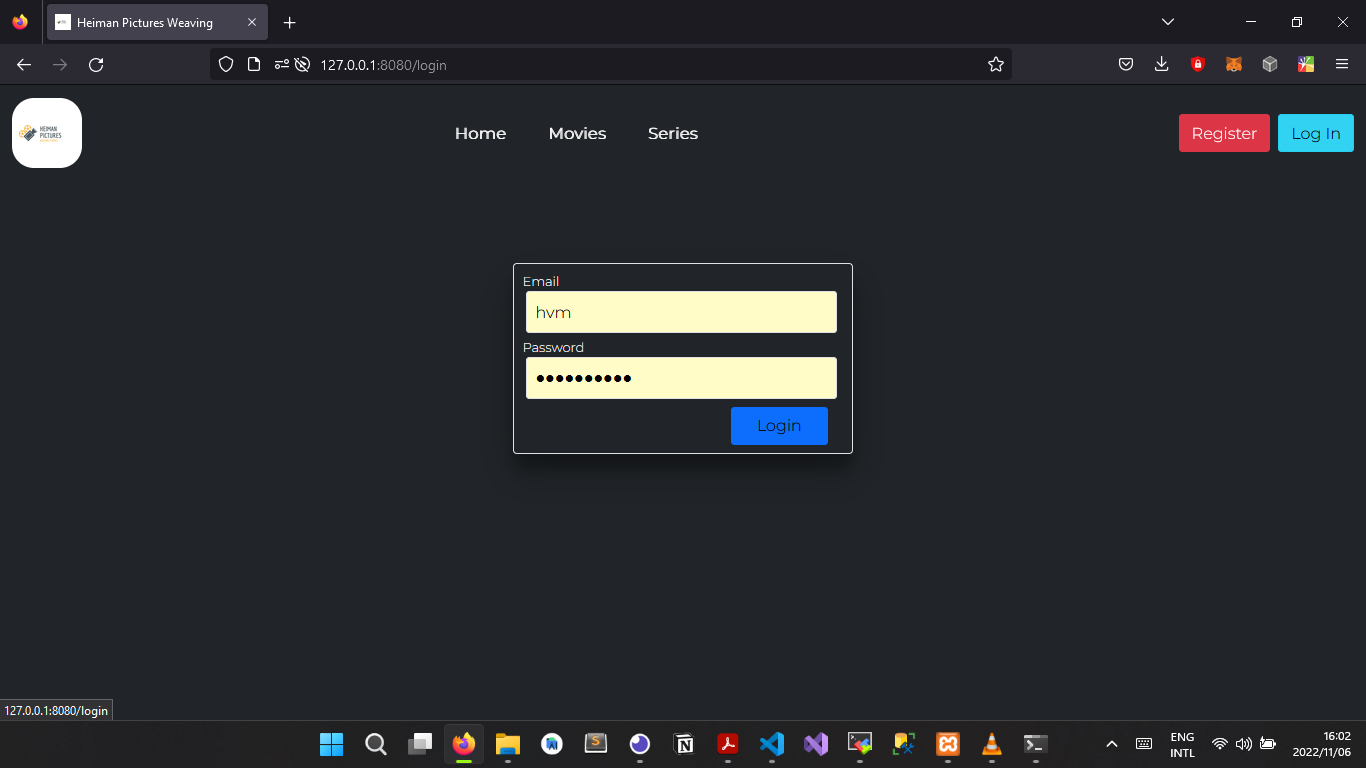 Heiman Pictures Weaving
127.0.0.1:8080/login
HEIMAN
PICTURES
Home Movies Series Register Log In
Email
hvm
Password
Login
127.0.0.1:8080/login
ENG
INTL
16:02
2022/11/06